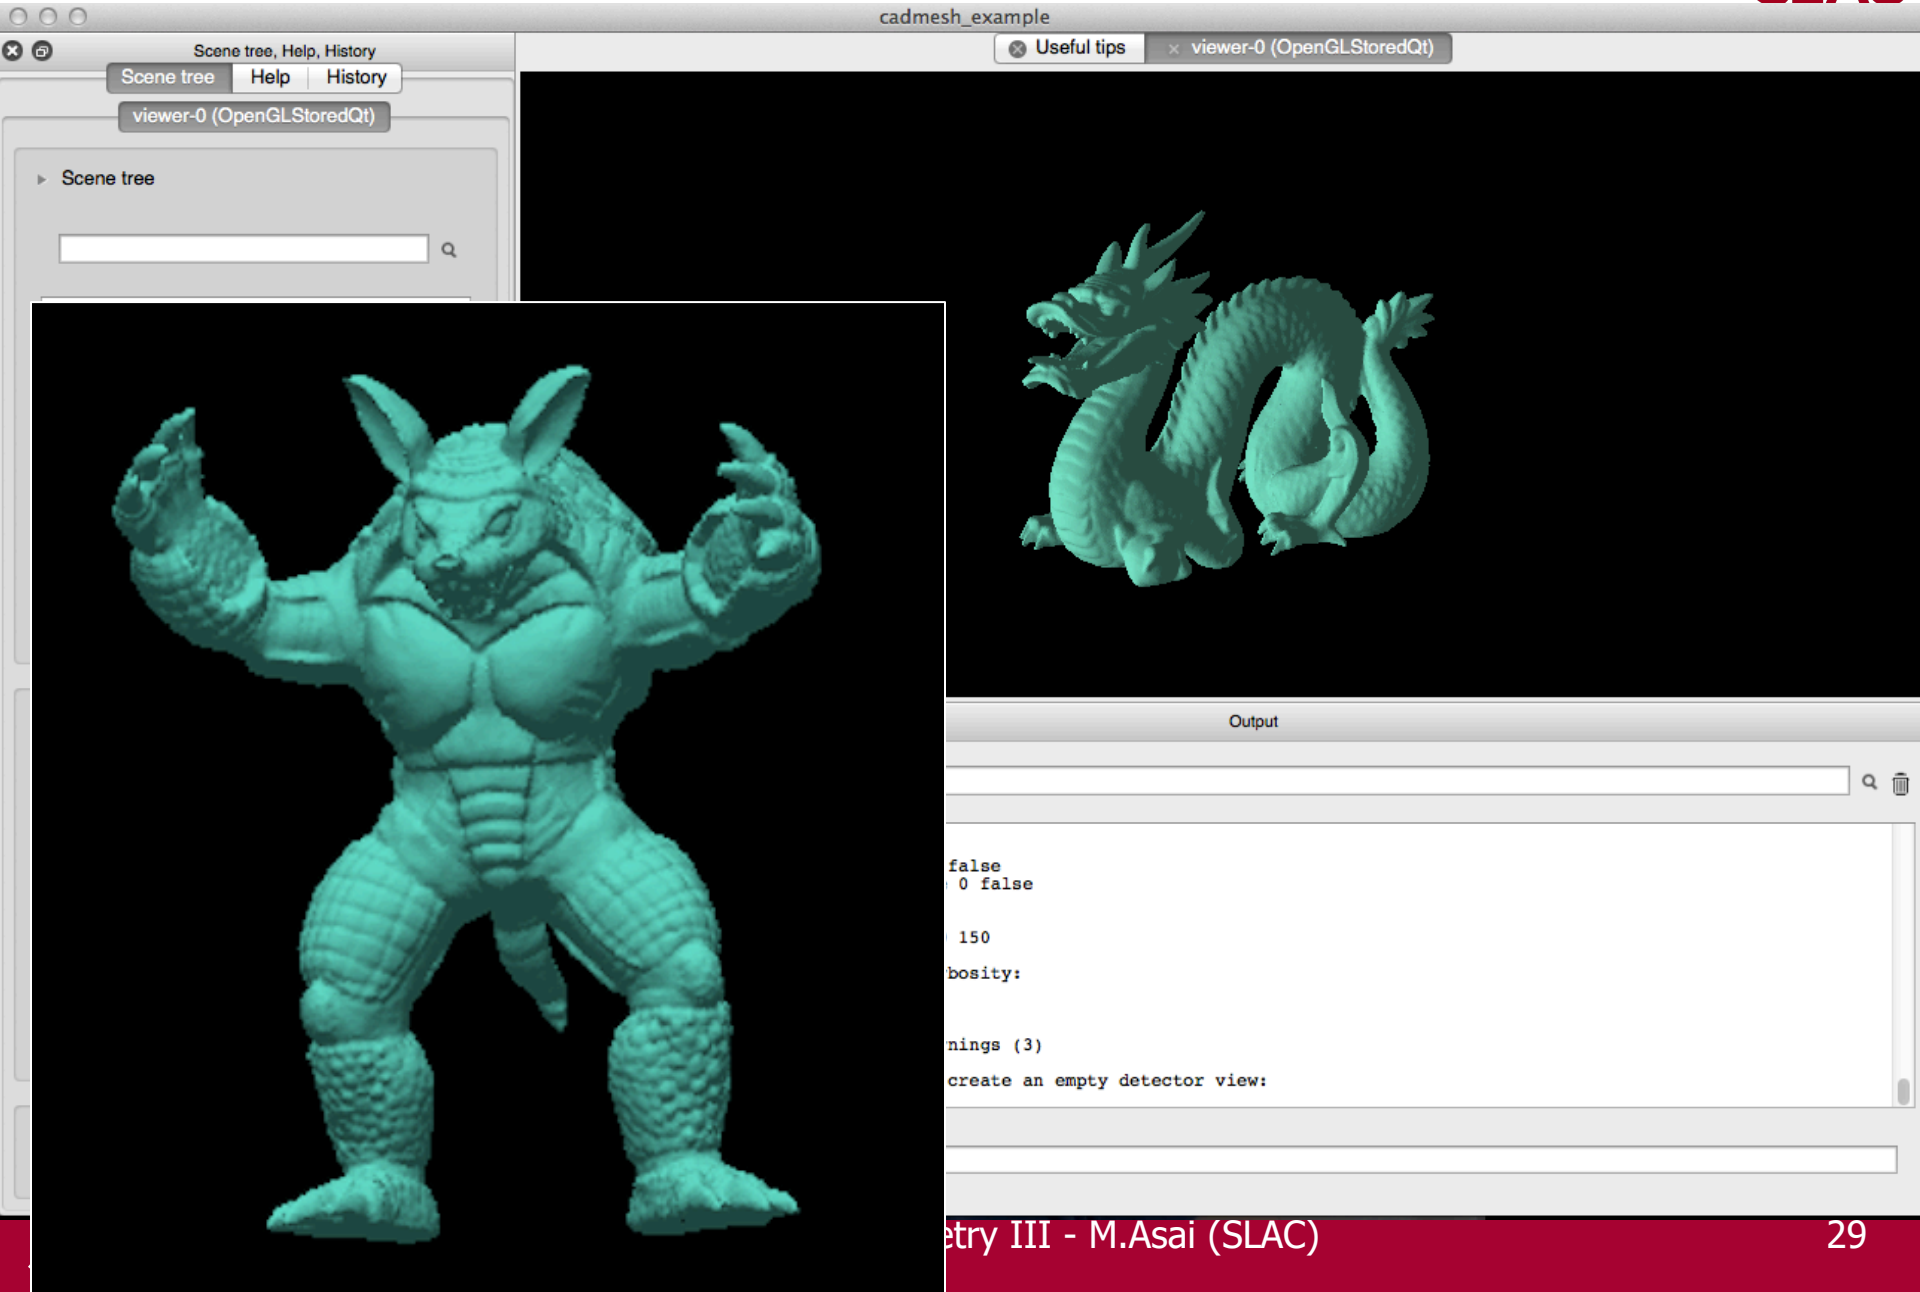 cadmesh_example
Scene tree, Help, History
Useful tips
viewer-0 (OpenGLStoredQt)
Scene tree
Help
History
viewer-0 (OpenGLStoredQt)
Scene tree
Output
false
0 false
150
bosity:
nings (3)
create an empty detector view:
etry III - M.Asai (SLAC)
29